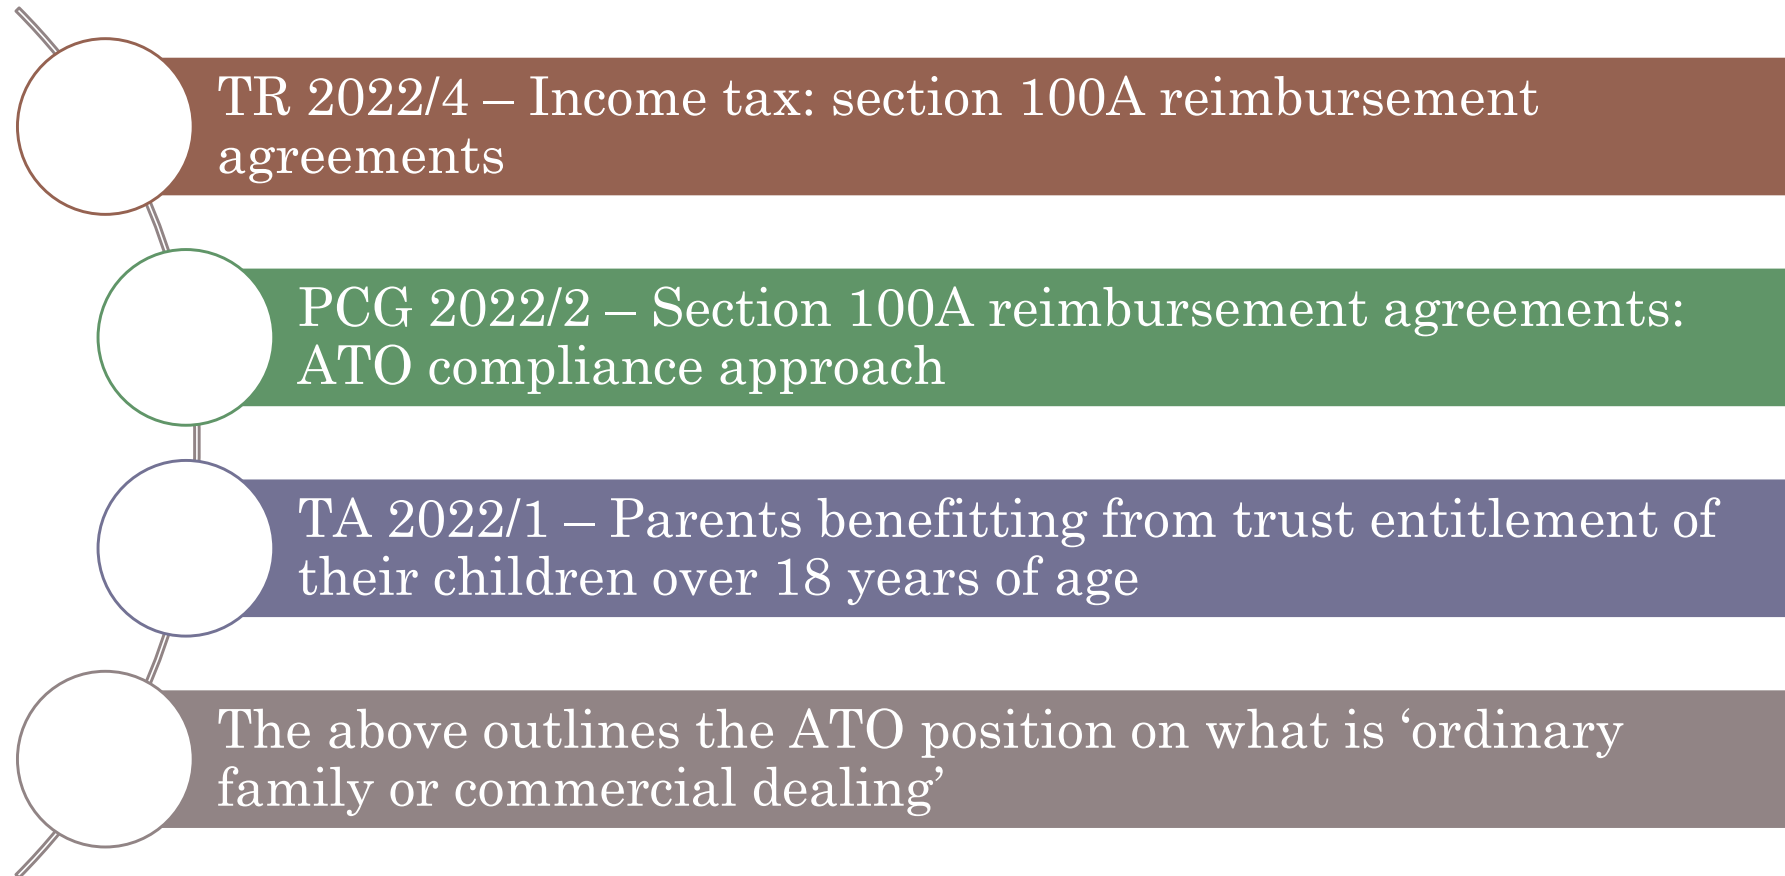 TR 2022/4 – Income tax: section 100A reimbursement
agreements
PCG 2022/2 – Section 100A reimbursement agreements:
ATO compliance approach
TA 2022/1 – Parents benefitting from trust entitlement of
their children over 18 years of age
The above outlines the ATO position on what is ‘ordinary
family or commercial dealing’